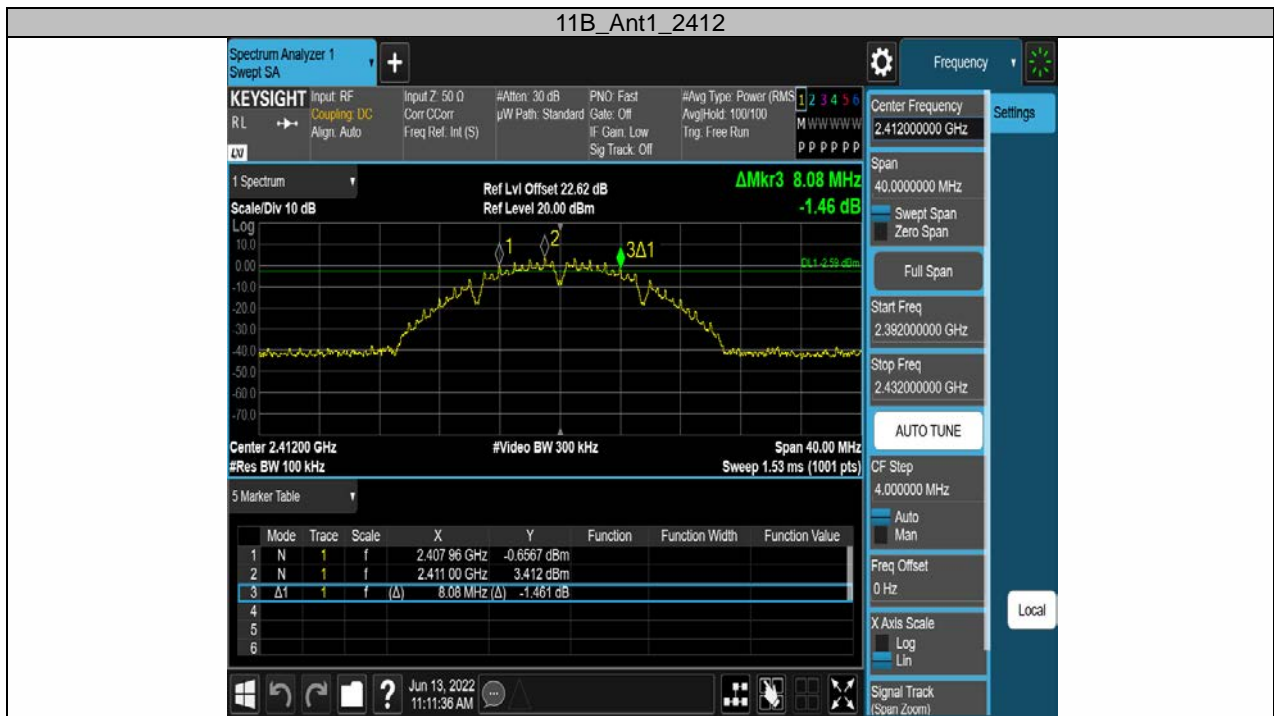 11B_Ant1_2412
Spectrum Analyzer 1
Swept SA
+
Frequency
KEYSIGHT
RL
LXI
Input: RF
Coupling: DC
Align: Auto
Input Z: 50 Ω
Corr CCorr
Freq Ref: Int (S)
#Atten: 30 dB
µW Path: Standard
PNO: Fast
Gate: Off
IF Gain: Low
Sig Track: Off
#Avg Type: Power (RMS
Avg|Hold: 100/100
Trig: Free Run
1 2 3 4 5 6
M W W W W W
P P P P P P
Center Frequency
2.412000000 GHz
Settings
1 Spectrum
Scale/Div 10 dB
Ref Lvl Offset 22.62 dB
Ref Level 20.00 dBm
ΔMkr3 8.08 MHz
-1.46 dB
Span
40.0000000 MHz
Swept Span
Zero Span
Full Span
Start Freq
2.392000000 GHz
Stop Freq
2.432000000 GHz
AUTO TUNE
CF Step
4.000000 MHz
Auto
Man
Freq Offset
0 Hz
X Axis Scale
Log
Lin
Signal Track
(Span Zoom)
Local
Log
10.0
0.00
-10.0
-20.0
-30.0
-40.0
-50.0
-60.0
-70.0
1
2
3Δ1
DL1 -2.59 dBm
Center 2.41200 GHz
#Res BW 100 kHz
#Video BW 300 kHz
Span 40.00 MHz
Sweep 1.53 ms (1001 pts)
5 Marker Table
Mode Trace Scale X Y Function Function Width Function Value
1 N 1 f 2.407 96 GHz -0.6567 dBm
2 N 1 f 2.411 00 GHz 3.412 dBm
3 Δ1 1 f (Δ) 8.08 MHz (Δ) -1.461 dB
4
5
6
?
Jun 13, 2022
11:11:36 AM